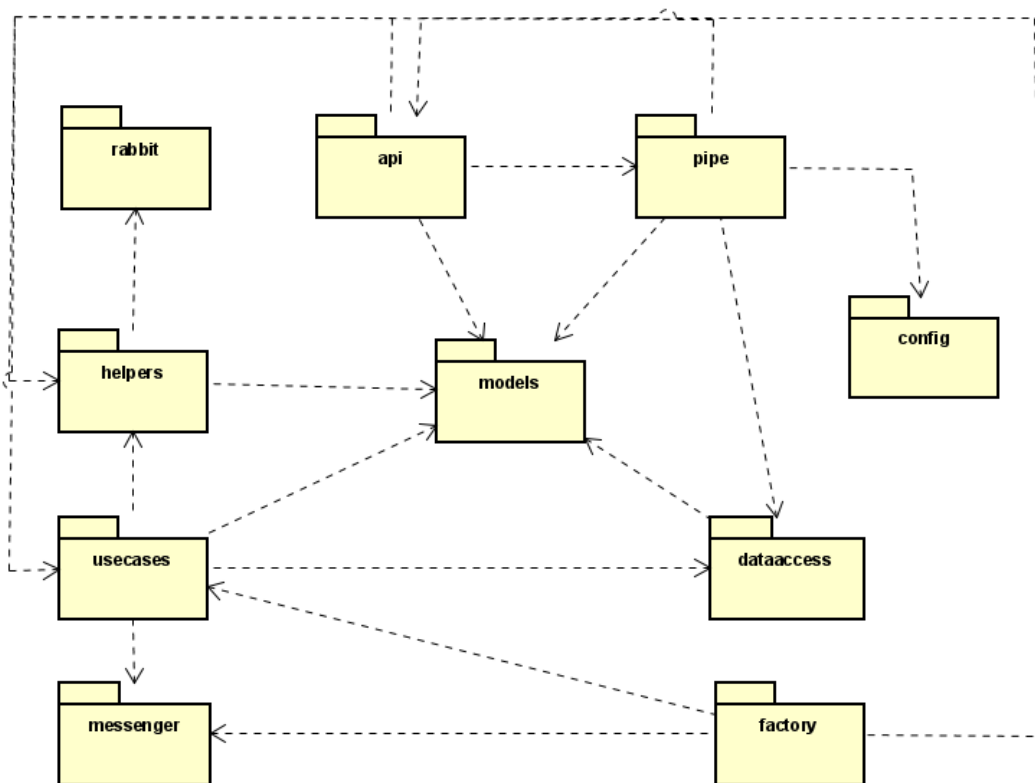 rabbit
api
pipe
config
helpers
models
usecases
dataaccess
messenger
factory